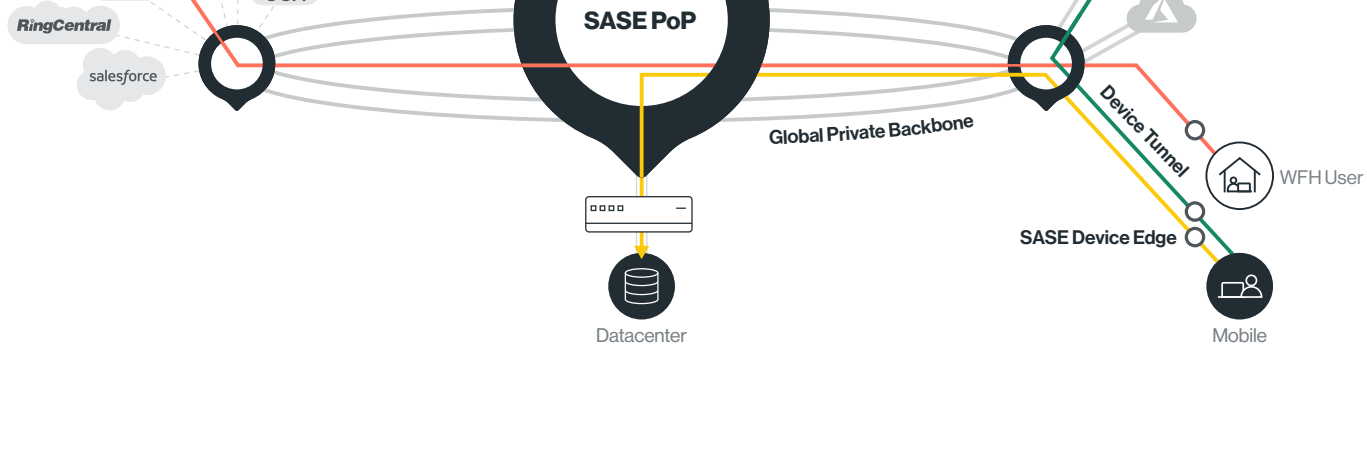 SASE PoP
RingCentral
salesforce
Device Tunnel
Global Private Backbone
WFH User
SASE Device Edge
Datacenter
Mobile